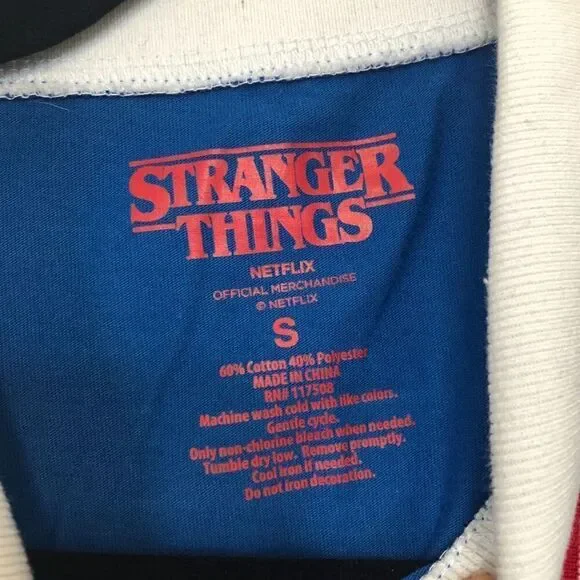 STRANGER
THINGS
NETFLIX
OFFICIAL MERCHANDISE
© NETFLIX
S
60% Cotton 40% Polyester
MADE IN CHINA
RN# 117508
Machine wash cold with like colors.
Gentle cycle.
Only non-chlorine bleach when needed.
Tumble dry low. Remove promptly.
Cool iron if needed.
Do not iron decoration.